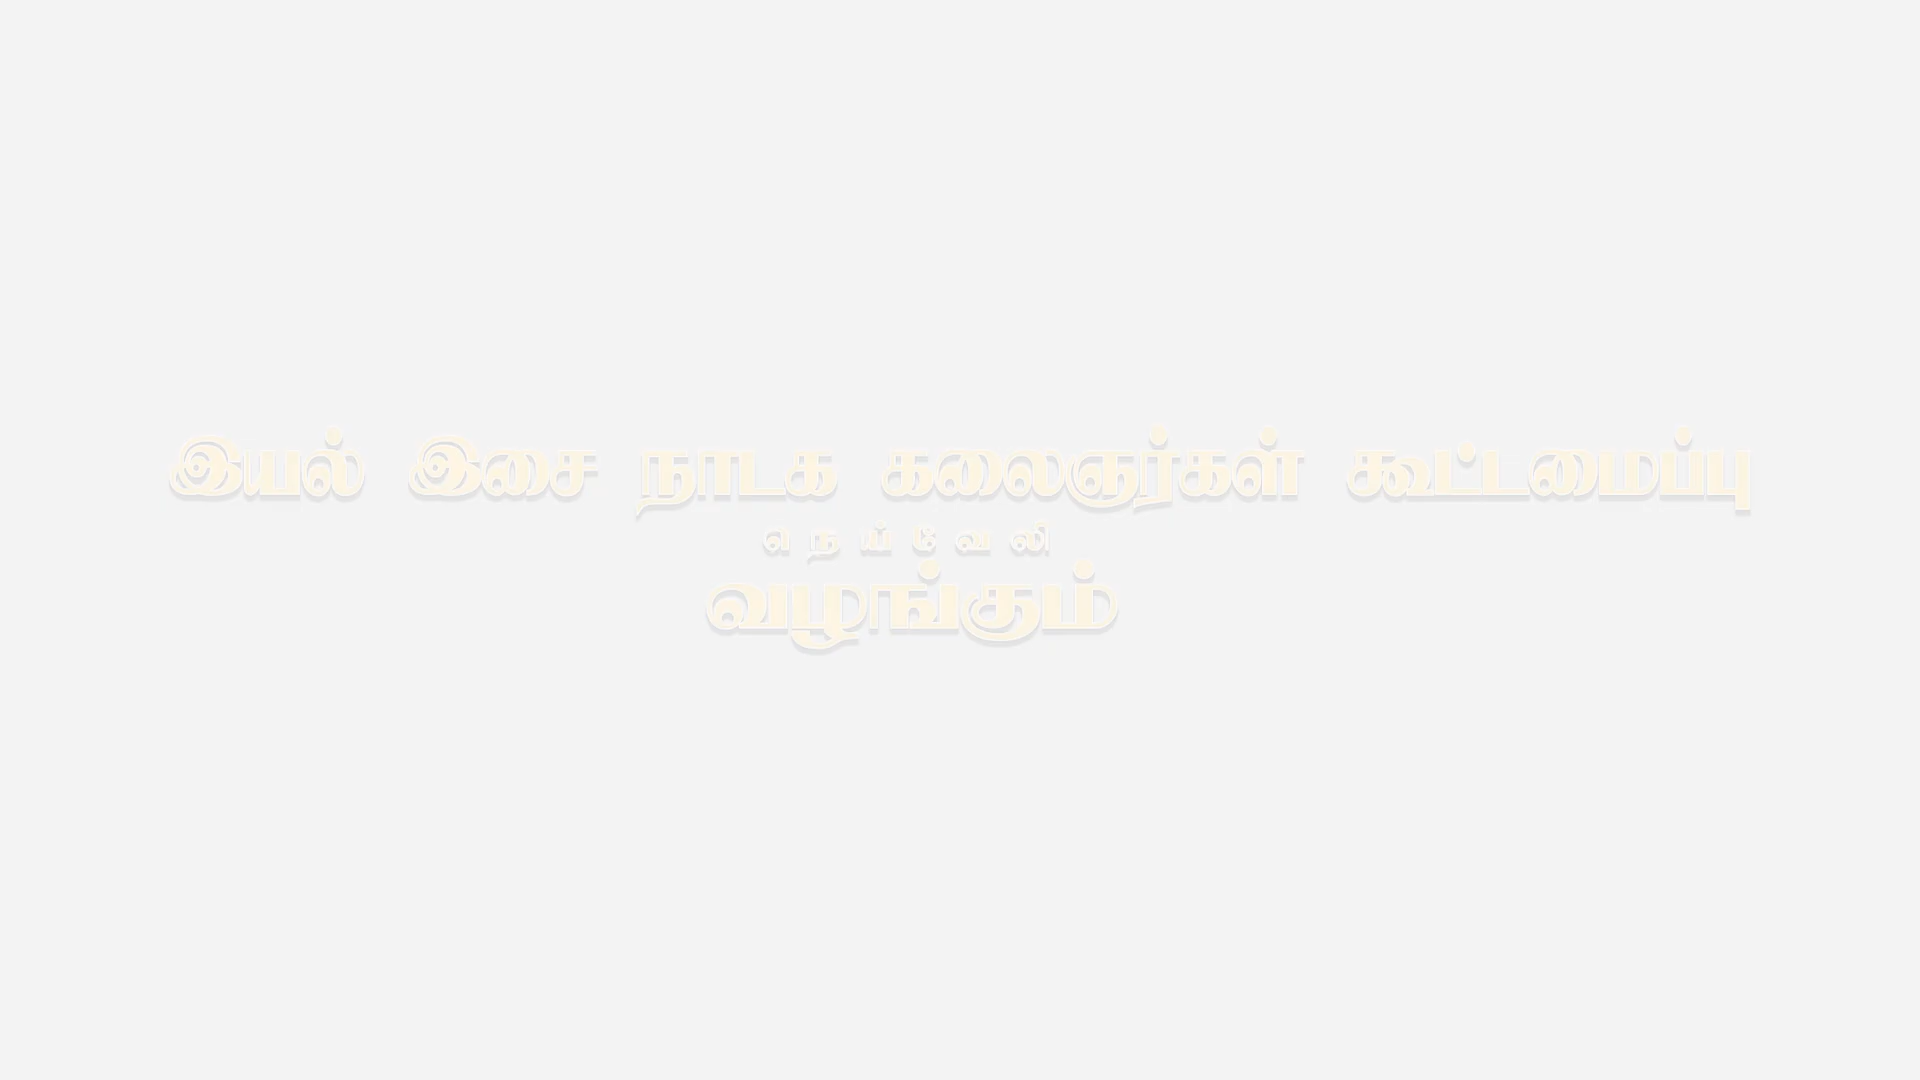 இயல் இசை நாடக கலைஞர்கள் கூட்டமைப்பு
நெய்வேலி
வழங்கும்